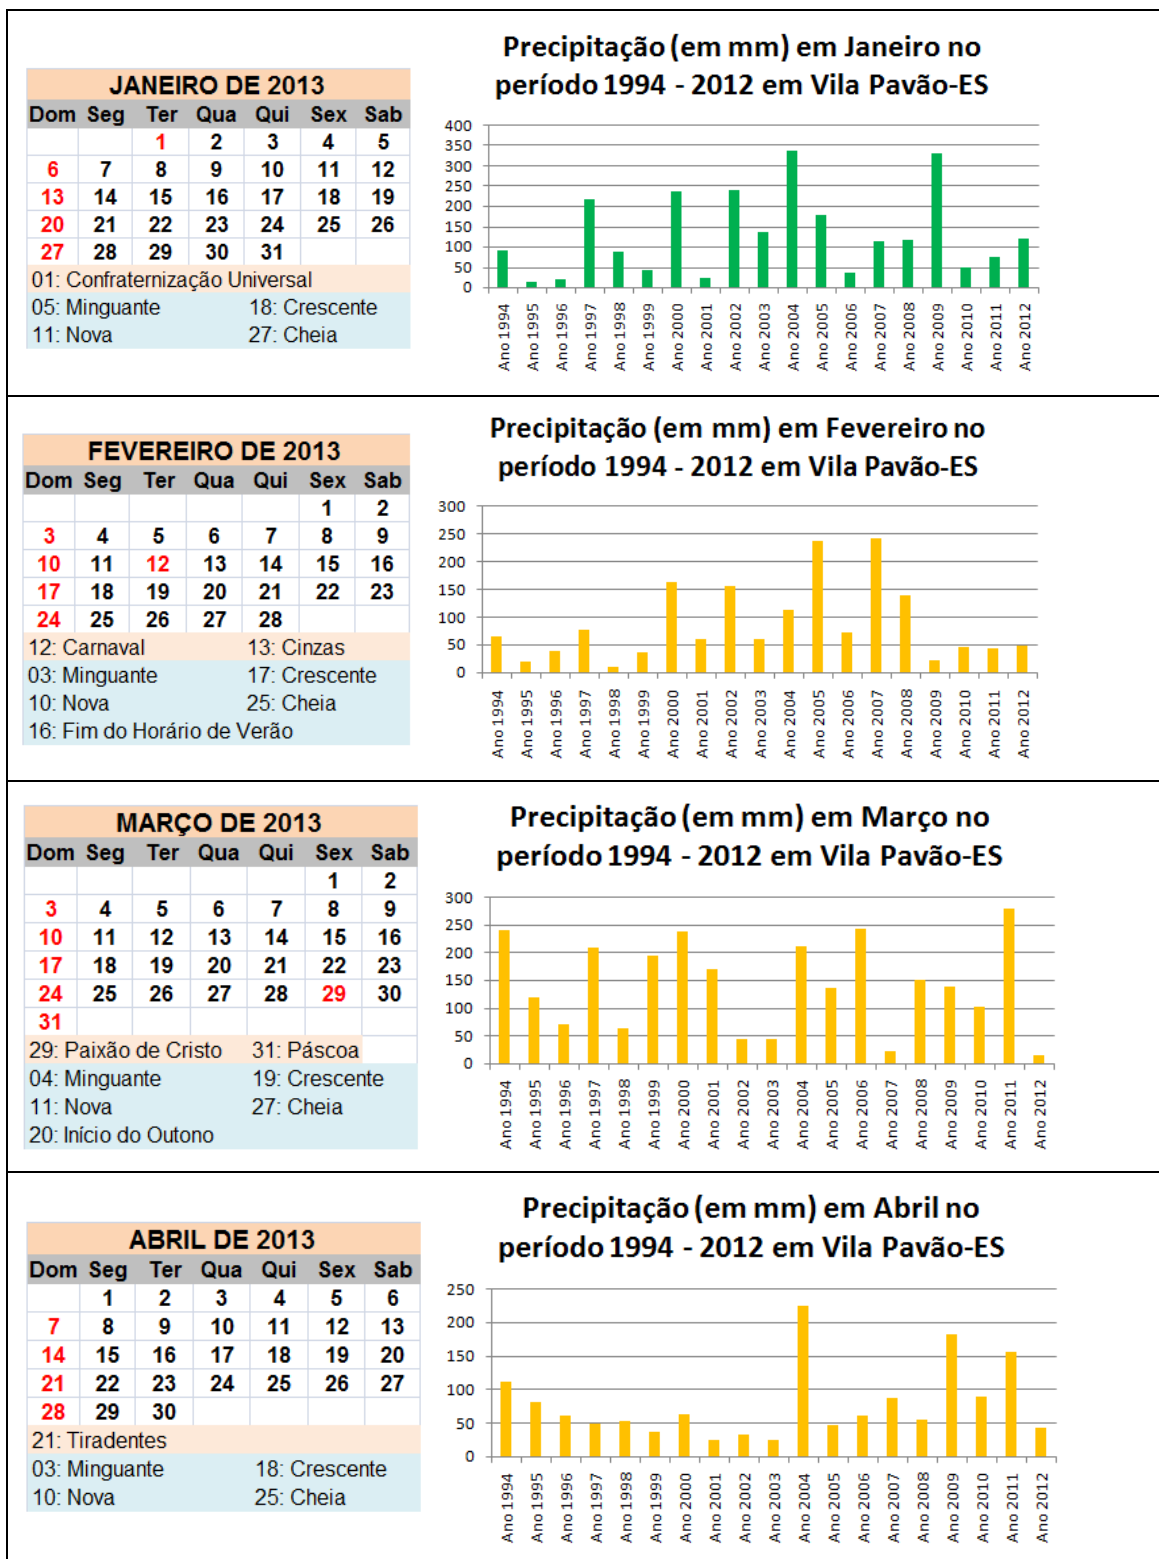 JANEIRO DE 2013
Dom Seg Ter Qua Qui Sex Sab
1 2 3 4 5
6 7 8 9 10 11 12
13 14 15 16 17 18 19
20 21 22 23 24 25 26
27 28 29 30 31
01: Confraternização Universal
05: Minguante 18: Crescente
11: Nova 27: Cheia
Precipitação (em mm) em Janeiro no
período 1994 - 2012 em Vila Pavão-ES
400
350
300
250
200
150
100
50
0
Ano 1994
Ano 1995
Ano 1996
Ano 1997
Ano 1998
Ano 1999
Ano 2000
Ano 2001
Ano 2002
Ano 2003
Ano 2004
Ano 2005
Ano 2006
Ano 2007
Ano 2008
Ano 2009
Ano 2010
Ano 2011
Ano 2012
FEVEREIRO DE 2013
Dom Seg Ter Qua Qui Sex Sab
1 2
3 4 5 6 7 8 9
10 11 12 13 14 15 16
17 18 19 20 21 22 23
24 25 26 27 28
12: Carnaval 13: Cinzas
03: Minguante 17: Crescente
10: Nova 25: Cheia
16: Fim do Horário de Verão
Precipitação (em mm) em Fevereiro no
período 1994 - 2012 em Vila Pavão-ES
300
250
200
150
100
50
0
Ano 1994
Ano 1995
Ano 1996
Ano 1997
Ano 1998
Ano 1999
Ano 2000
Ano 2001
Ano 2002
Ano 2003
Ano 2004
Ano 2005
Ano 2006
Ano 2007
Ano 2008
Ano 2009
Ano 2010
Ano 2011
Ano 2012
MARÇO DE 2013
Dom Seg Ter Qua Qui Sex Sab
1 2
3 4 5 6 7 8 9
10 11 12 13 14 15 16
17 18 19 20 21 22 23
24 25 26 27 28 29 30
31
29: Paixão de Cristo 31: Páscoa
04: Minguante 19: Crescente
11: Nova 27: Cheia
20: Início do Outono
Precipitação (em mm) em Março no
período 1994 - 2012 em Vila Pavão-ES
300
250
200
150
100
50
0
Ano 1994
Ano 1995
Ano 1996
Ano 1997
Ano 1998
Ano 1999
Ano 2000
Ano 2001
Ano 2002
Ano 2003
Ano 2004
Ano 2005
Ano 2006
Ano 2007
Ano 2008
Ano 2009
Ano 2010
Ano 2011
Ano 2012
ABRIL DE 2013
Dom Seg Ter Qua Qui Sex Sab
1 2 3 4 5 6
7 8 9 10 11 12 13
14 15 16 17 18 19 20
21 22 23 24 25 26 27
28 29 30
21: Tiradentes
03: Minguante 18: Crescente
10: Nova 25: Cheia
Precipitação (em mm) em Abril no
período 1994 - 2012 em Vila Pavão-ES
250
200
150
100
50
0
Ano 1994
Ano 1995
Ano 1996
Ano 1997
Ano 1998
Ano 1999
Ano 2000
Ano 2001
Ano 2002
Ano 2003
Ano 2004
Ano 2005
Ano 2006
Ano 2007
Ano 2008
Ano 2009
Ano 2010
Ano 2011
Ano 2012